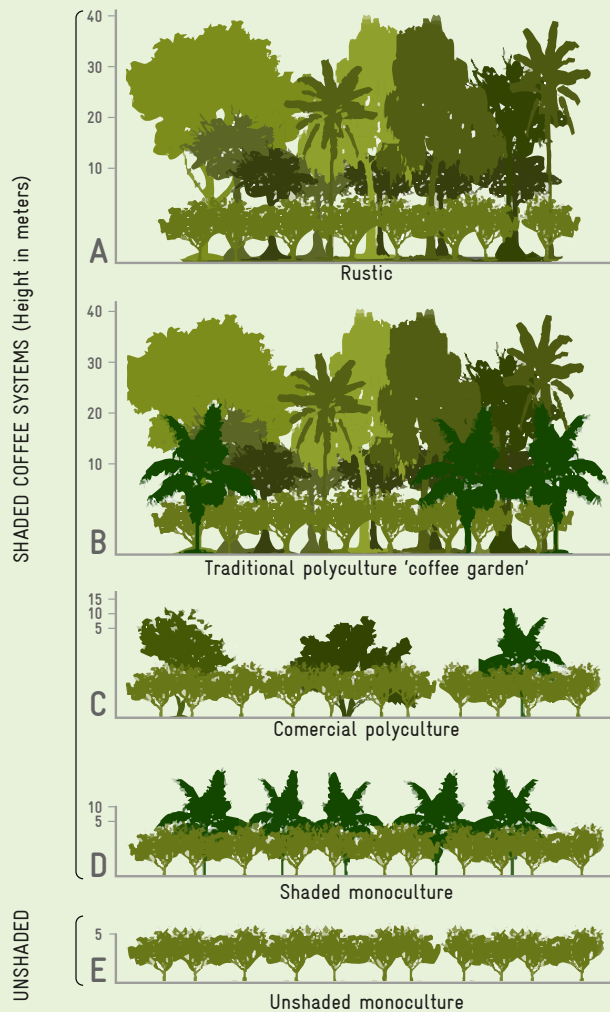 SHADED COFFEE SYSTEMS (Height in meters)
40
30
20
10
A
Rustic
40
30
20
10
B
Traditional polyculture 'coffee garden'
15
10
5
C
Comercial polyculture
10
5
D
Shaded monoculture
UNSHADED
5
E
Unshaded monoculture